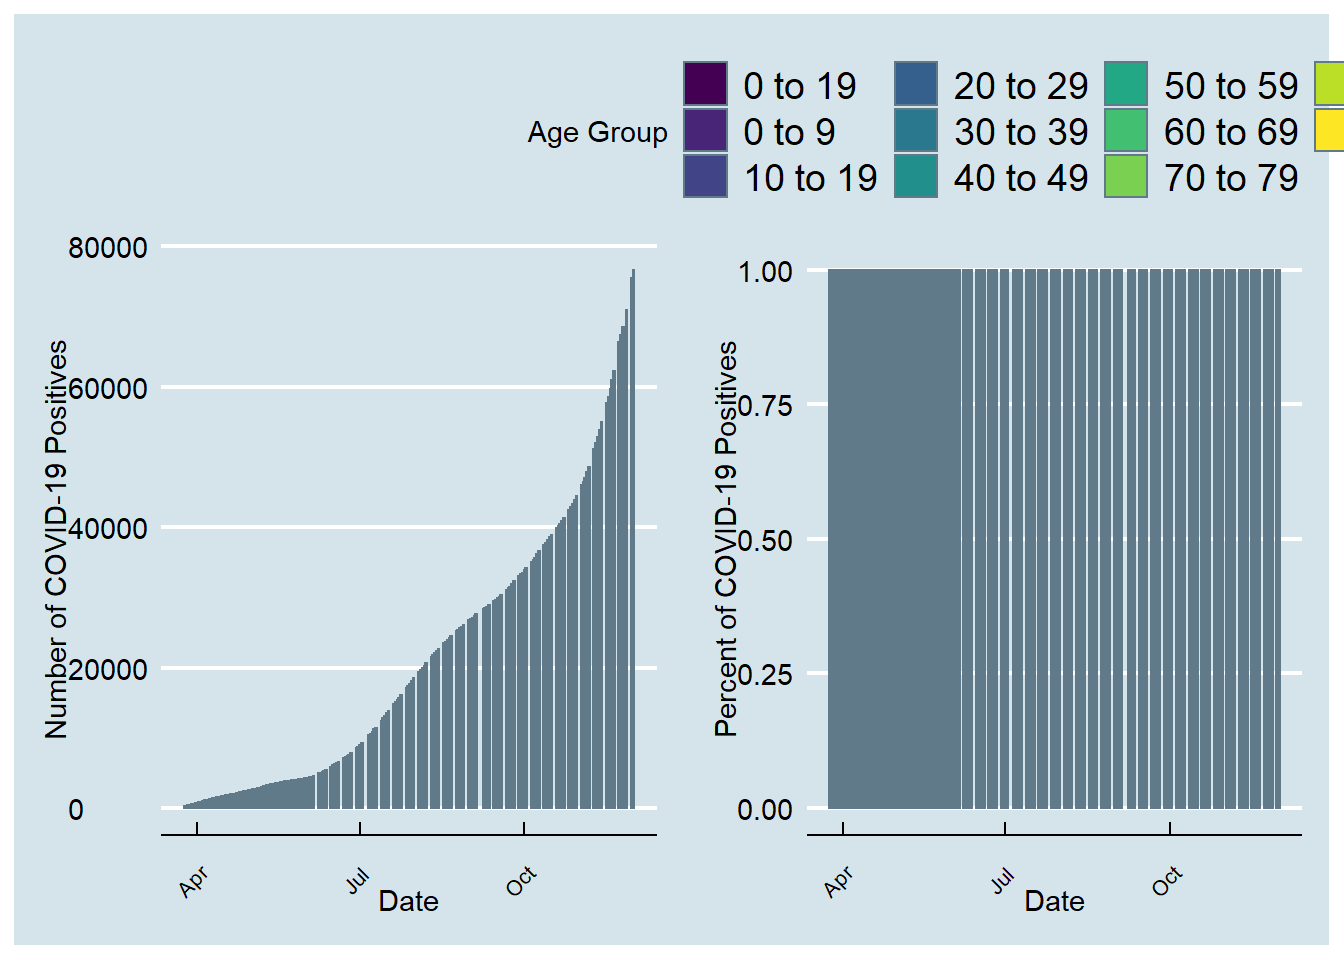 Age Group
0 to 19
0 to 9
10 to 19
20 to 29
30 to 39
40 to 49
50 to 59
60 to 69
70 to 79
Number of COVID-19 Positives
80000
60000
40000
20000
0
Apr
Jul
Oct
Date
Percent of COVID-19 Positives
1.00
0.75
0.50
0.25
0.00
Apr
Jul
Oct
Date